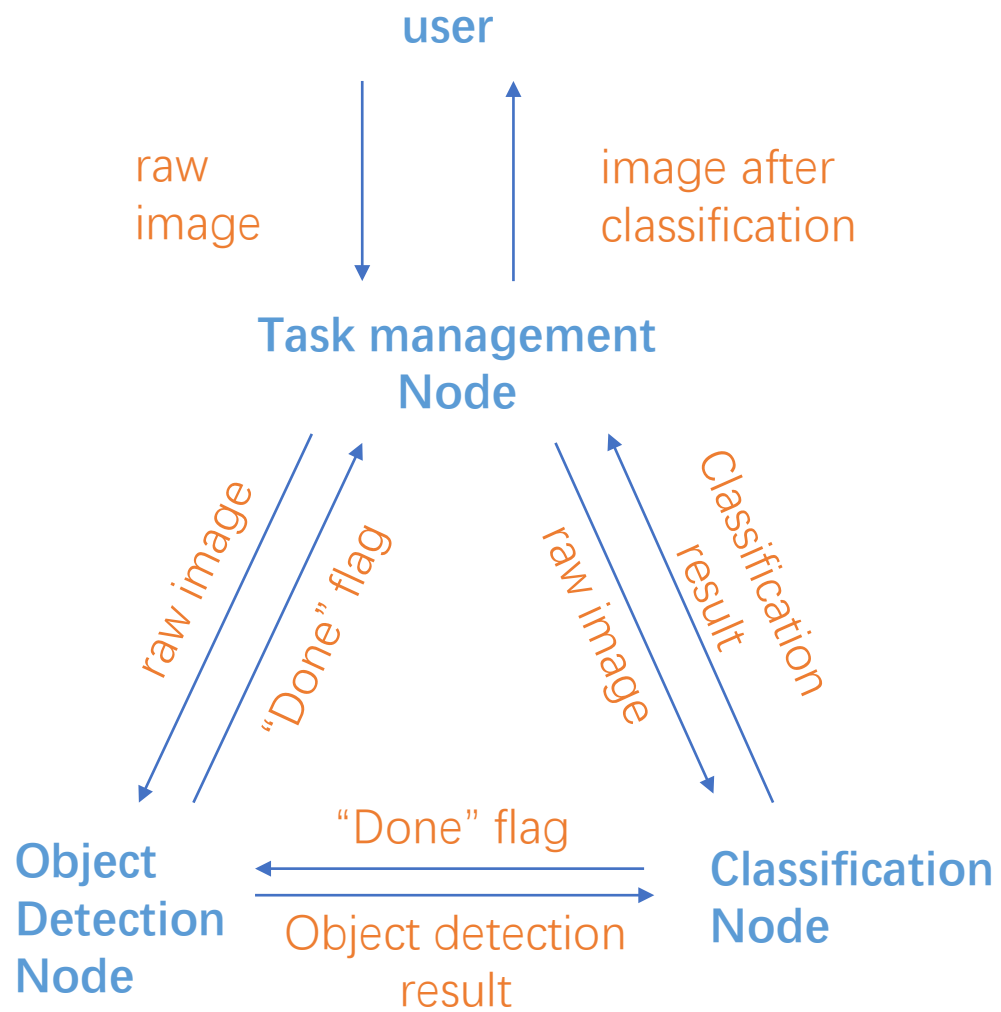 user
raw
image
image after
classification
Task management
Node
raw image
“Done” flag
raw image
Classification
result
“Done” flag
Object
Detection
Node
Object detection
result
Classification
Node